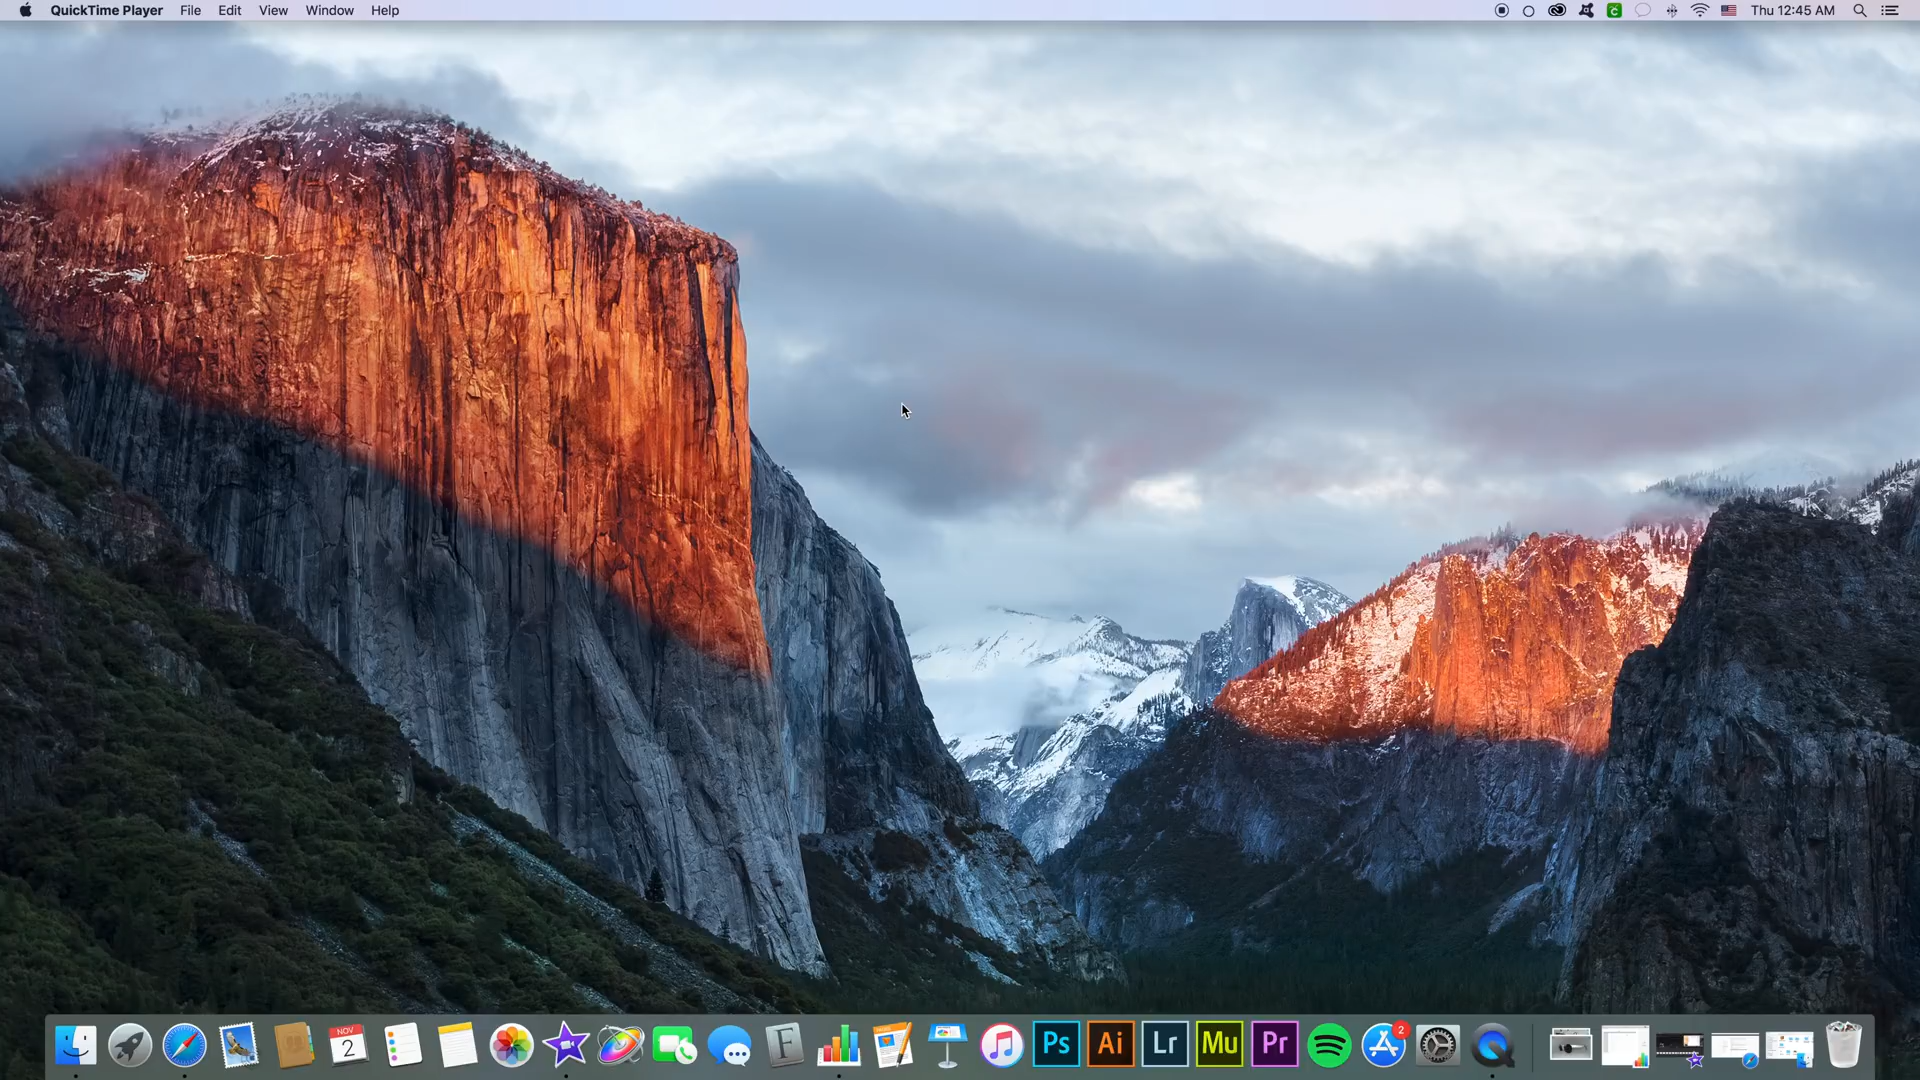 QuickTime Player File Edit View Window Help Thu 12:45 AM
NOV
2
F
Ps
Ai
Lr
Mu
Pr
2